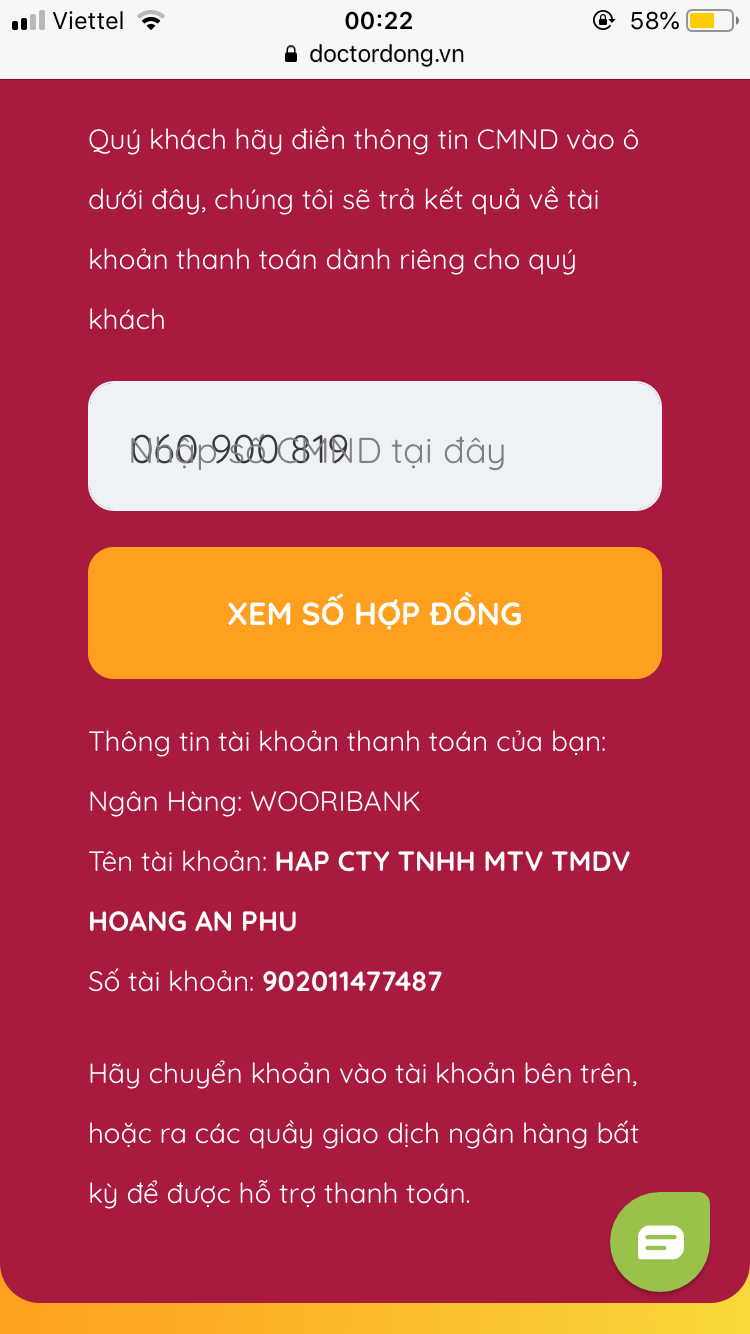 Viettel 00:22 58%
doctordong.vn
Quý khách hãy điền thông tin CMND vào ô
dưới đây, chúng tôi sẽ trả kết quả về tài
khoản thanh toán dành riêng cho quý
khách
060 900 819
Nhập số CMND tại đây
XEM SỐ HỢP ĐỒNG
Thông tin tài khoản thanh toán của bạn:
Ngân Hàng: WOORIBANK
Tên tài khoản: HAP CTY TNHH MTV TMDV
HOANG AN PHU
Số tài khoản: 902011477487
Hãy chuyển khoản vào tài khoản bên trên,
hoặc ra các quầy giao dịch ngân hàng bất
kỳ để được hỗ trợ thanh toán.